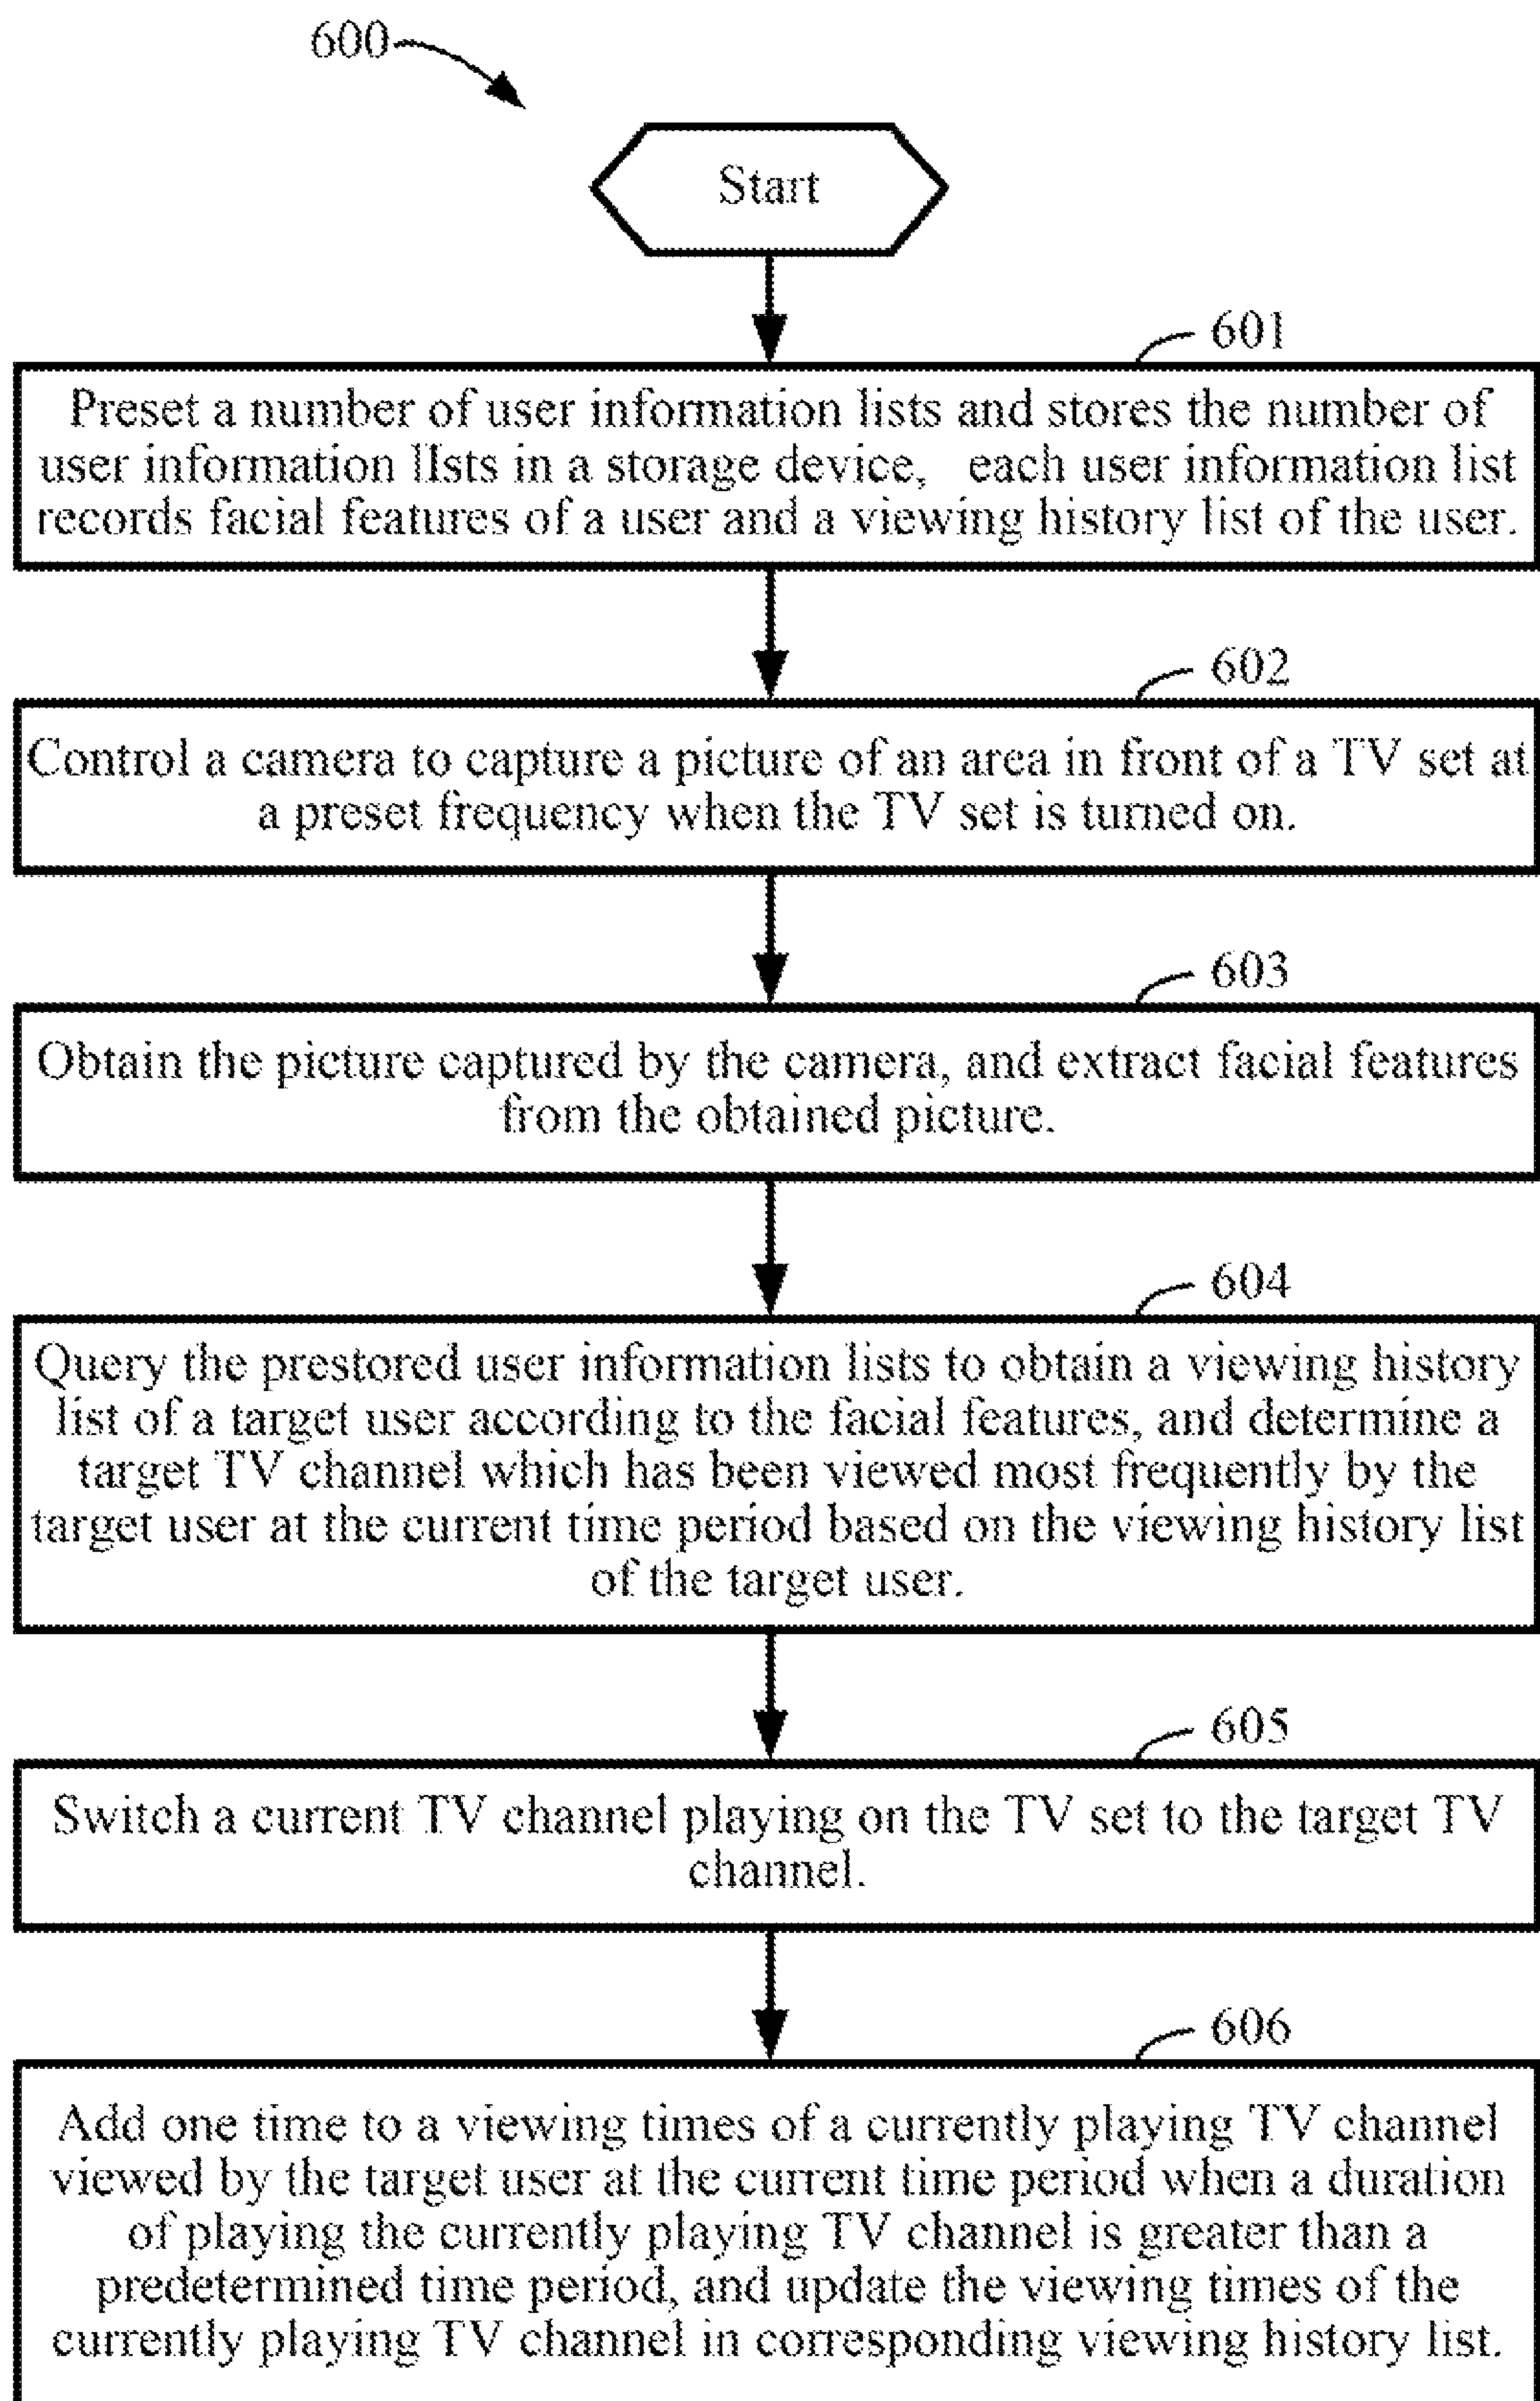 600
Start
601
Preset a number of user information lists and stores the number of
user information lIsts in a storage device, each user information list
records facial features of a user and a viewing history list of the user.
602
Control a camera to capture a picture of an area in front of a TV set at
a preset frequency when the TV set is turned on.
603
Obtain the picture captured by the camera, and extract facial features
from the obtained picture.
604
Query the prestored user information lists to obtain a viewing history
list of a target user according to the facial features, and determine a
target TV channel which has been viewed most frequently by the
target user at the current time period based on the viewing history list
of the target user.
605
Switch a current TV channel playing on the TV set to the target TV
channel.
606
Add one time to a viewing times of a currently playing TV channel
viewed by the target user at the current time period when a duration
of playing the currently playing TV channel is greater than a
predetermined time period, and update the viewing times of the
currently playing TV channel in corresponding viewing history list.